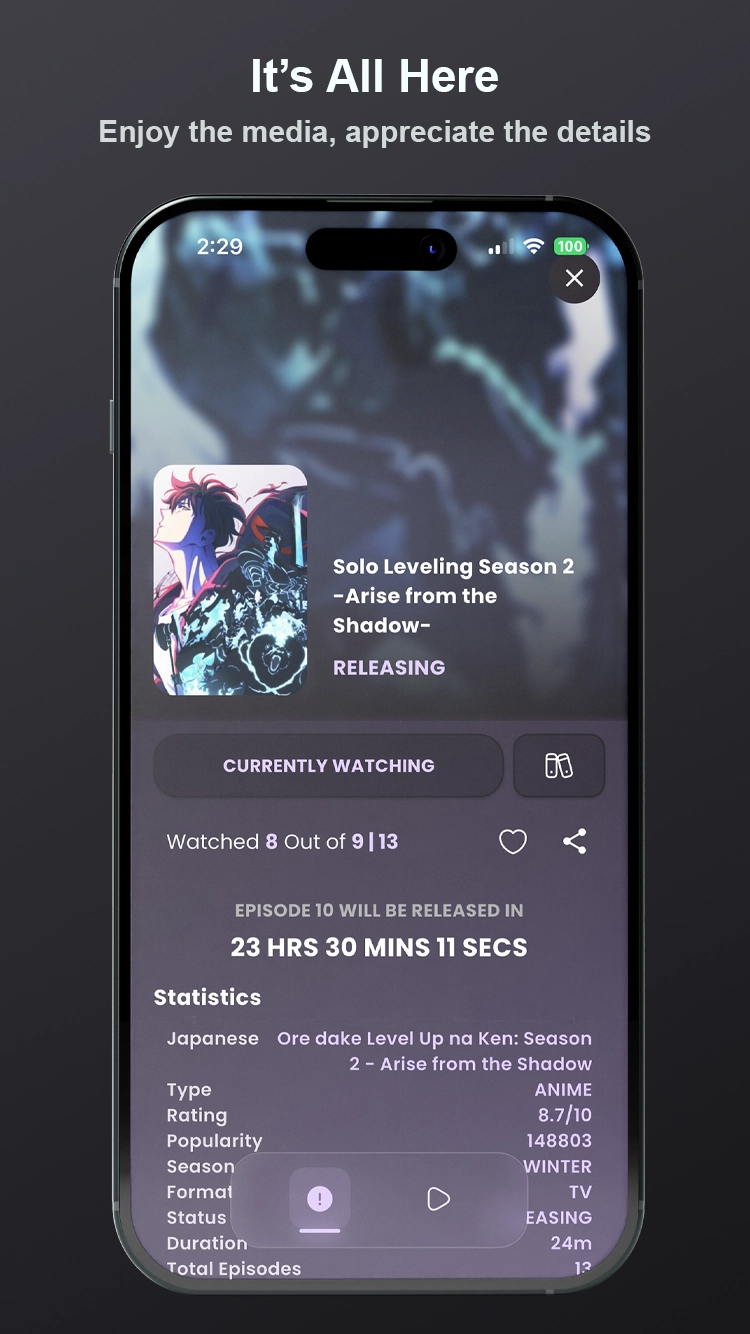 It’s All Here
Enjoy the media, appreciate the details
2:29
100
Solo Leveling Season 2
-Arise from the
Shadow-
RELEASING
CURRENTLY WATCHING
Watched 8 Out of 9|13
EPISODE 10 WILL BE RELEASED IN
23 HRS 30 MINS 11 SECS
Statistics
Japanese Ore dake Level Up na Ken: Season
2 - Arise from the Shadow
Type ANIME
Rating 8.7/10
Popularity 148803
Season WINTER
Format TV
Status EASING
Duration 24m
Total Episodes 13